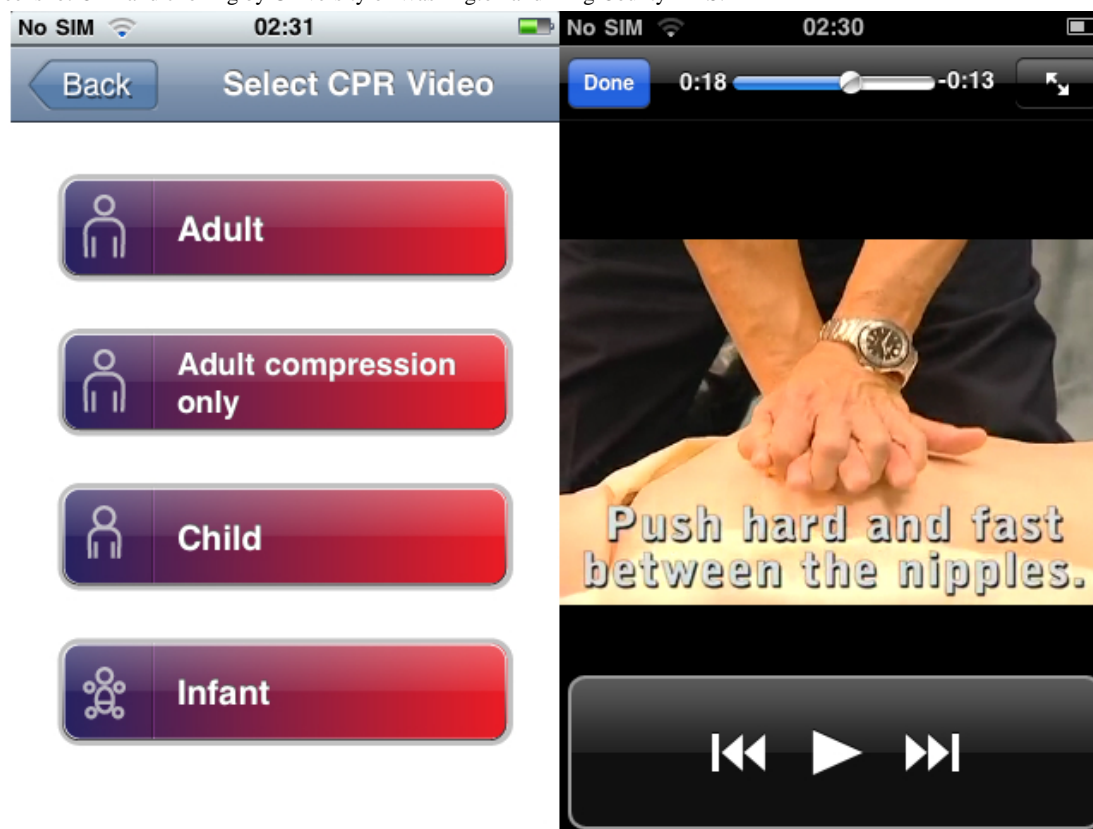 No SIM 02:31
Back Select CPR Video
Adult
Adult compression
only
Child
Infant
No SIM 02:30
Done 0:18 -0:13
Push hard and fast
between the nipples.